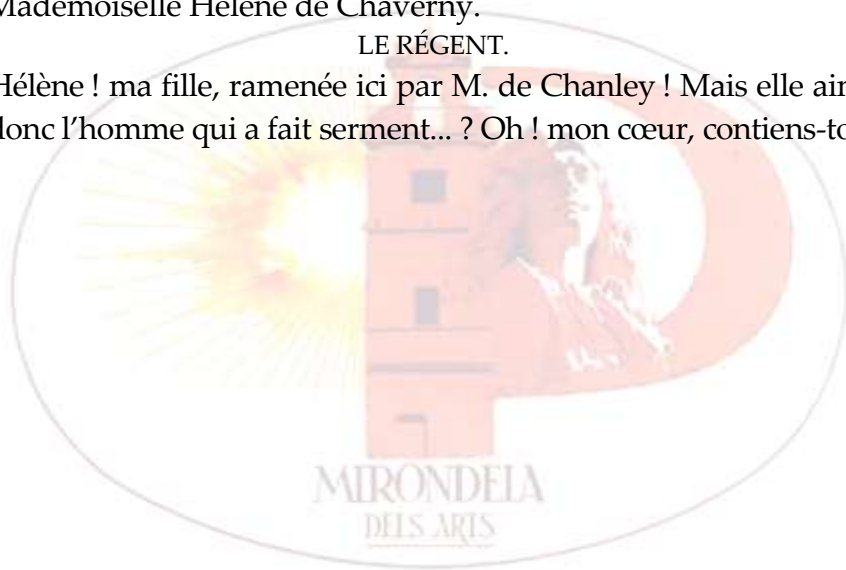 Mademoiselle Hélène de Chaverny.
LE RÉGENT.
Hélène ! ma fille, ramenée ici par M. de Chanley ! Mais elle
donc l’homme qui a fait serment... ? Oh ! mon cœur,
MIRONDELA
DELS ARTS